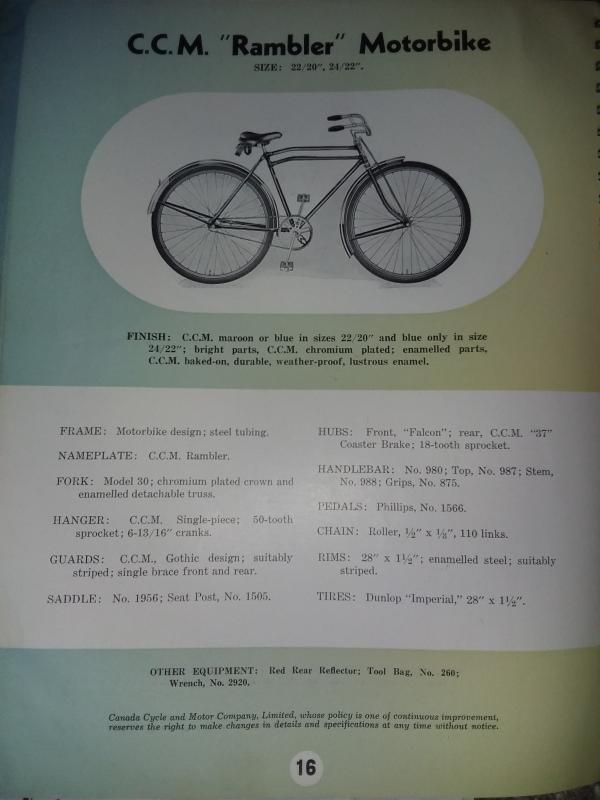 C.C.M. "Rambler" Motorbike
SIZE: 22/20", 24/22".
FINISH: C.C.M. maroon or blue in sizes 22/20" and blue only in size
24/22"; bright parts, C.C.M. chromium plated; enamelled parts,
C.C.M. baked-on, durable, weather-proof, lustrous enamel.
FRAME: Motorbike design; steel tubing.
NAMEPLATE: C.C.M. Rambler.
FORK: Model 30; chromium plated crown and
enamelled detachable truss.
HANGER: C.C.M. Single-piece; 50-tooth
sprocket; 6-13/16" cranks.
GUARDS: C.C.M., Gothic design; suitably
striped; single brace front and rear.
SADDLE: No. 1956; Seat Post, No. 1505.
HUBS: Front, "Falcon"; rear, C.C.M. "37"
Coaster Brake; 18-tooth sprocket.
HANDLEBAR: No. 980; Top, No. 987; Stem,
No. 988; Grips, No. 875.
PEDALS: Phillips, No. 1566.
CHAIN: Roller, ½" x ⅛", 110 links.
RIMS: 28" x 1½"; enamelled steel; suitably
striped.
TIRES: Dunlop "Imperial," 28" x 1½".
OTHER EQUIPMENT: Red Rear Reflector; Tool Bag, No. 260;
Wrench, No. 2920.
Canada Cycle and Motor Company, Limited, whose policy is one of continuous improvement,
reserves the right to make changes in details and specifications at any time without notice.
16